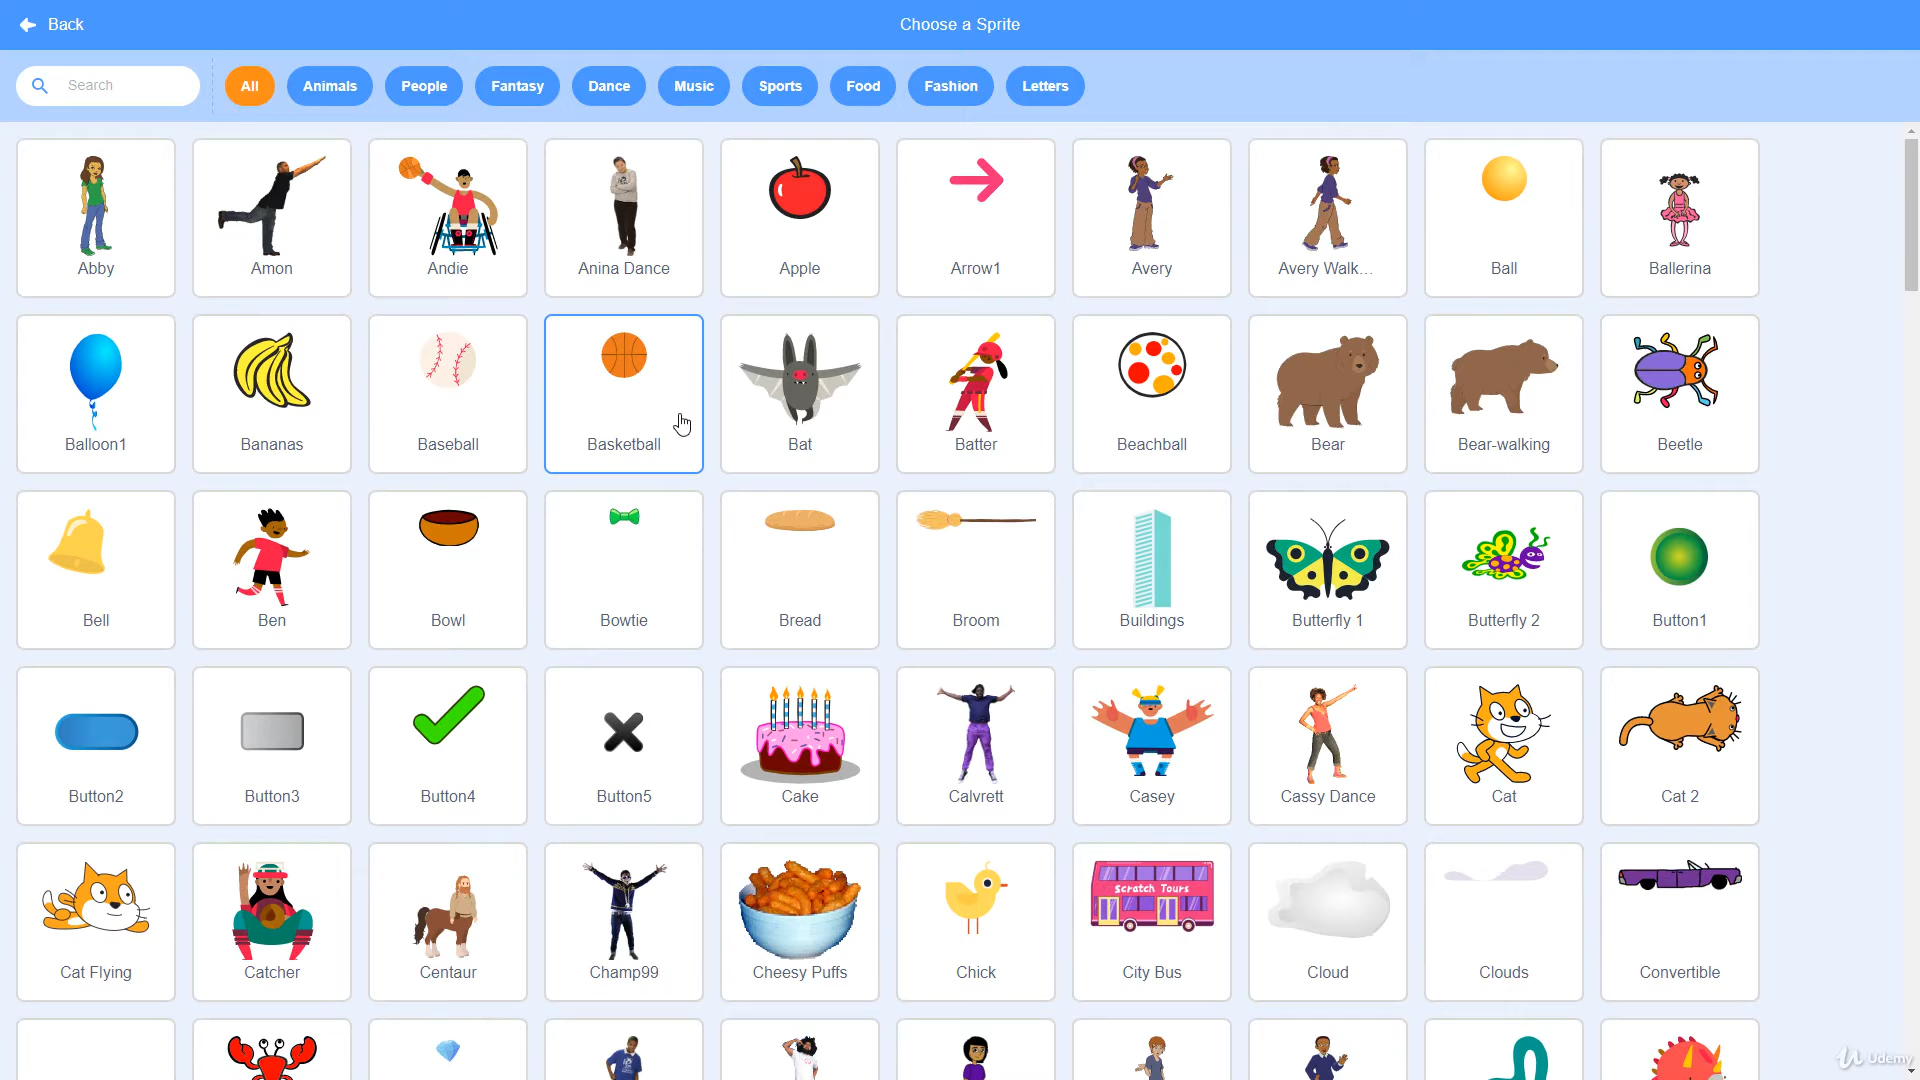 Back
Choose a Sprite
Search
All
Animals
People
Fantasy
Dance
Music
Sports
Food
Fashion
Letters
Abby
Amon
Andie
Anina Dance
Apple
Arrow1
Avery
Avery Walk...
Ball
Ballerina
Balloon1
Bananas
Baseball
Basketball
Bat
Batter
Beachball
Bear
Bear-walking
Beetle
Bell
Ben
Bowl
Bowtie
Bread
Broom
Buildings
Butterfly 1
Butterfly 2
Button1
Button2
Button3
Button4
Button5
Cake
Calvrett
Casey
Cassy Dance
Cat
Cat 2
Scratch Tours
Cat Flying
Catcher
Centaur
Champ99
Cheesy Puffs
Chick
City Bus
Cloud
Clouds
Convertible
Udemy